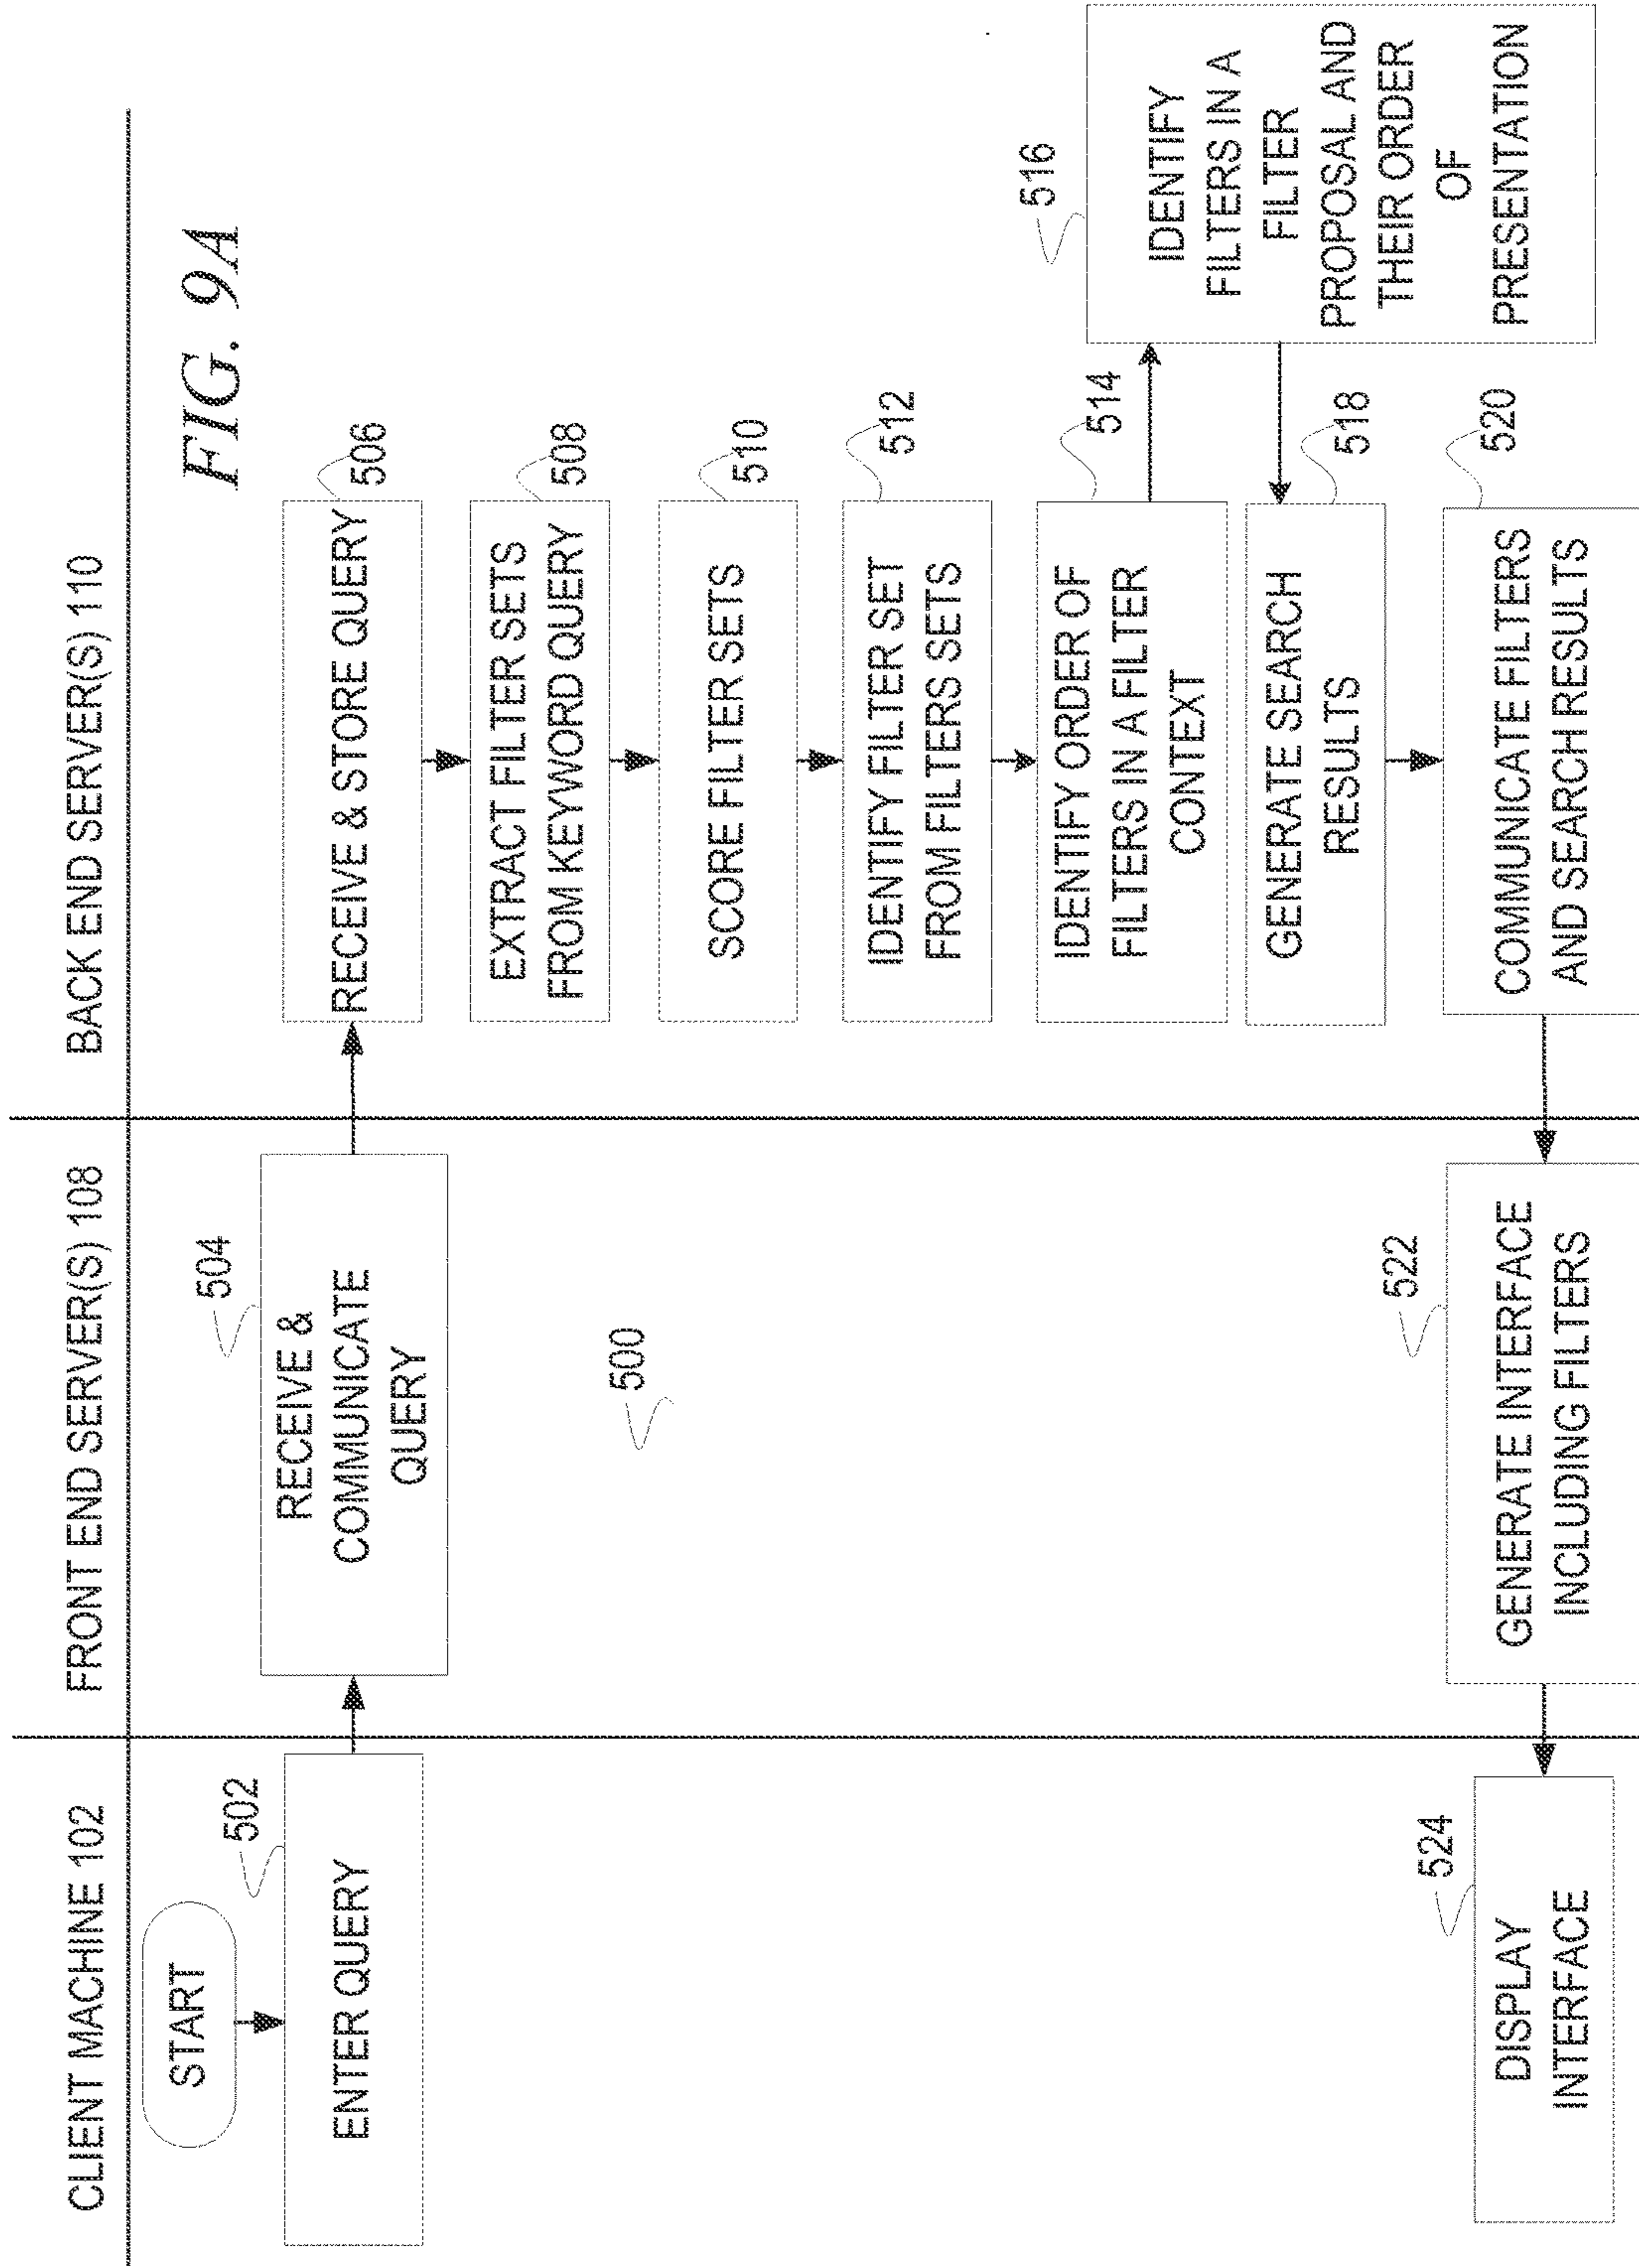 CLIENT MACHINE 102
FRONT END SERVER(S) 108
BACK END SERVER(S) 110
FIG. 9A
START
502
ENTER QUERY
504
RECEIVE &
COMMUNICATE
QUERY
RECEIVE & STORE QUERY
506
EXTRACT FILTER SETS
FROM KEYWORD QUERY
508
SCORE FILTER SETS
510
IDENTIFY FILTER SET
FROM FILTERS SETS
512
IDENTIFY ORDER OF
FILTERS IN A FILTER
CONTEXT
514
516
IDENTIFY
FILTERS IN A
FILTER
PROPOSAL AND
THEIR ORDER
OF
PRESENTATION
GENERATE SEARCH
RESULTS
518
COMMUNICATE FILTERS
AND SEARCH RESULTS
520
500
522
GENERATE INTERFACE
INCLUDING FILTERS
524
DISPLAY
INTERFACE